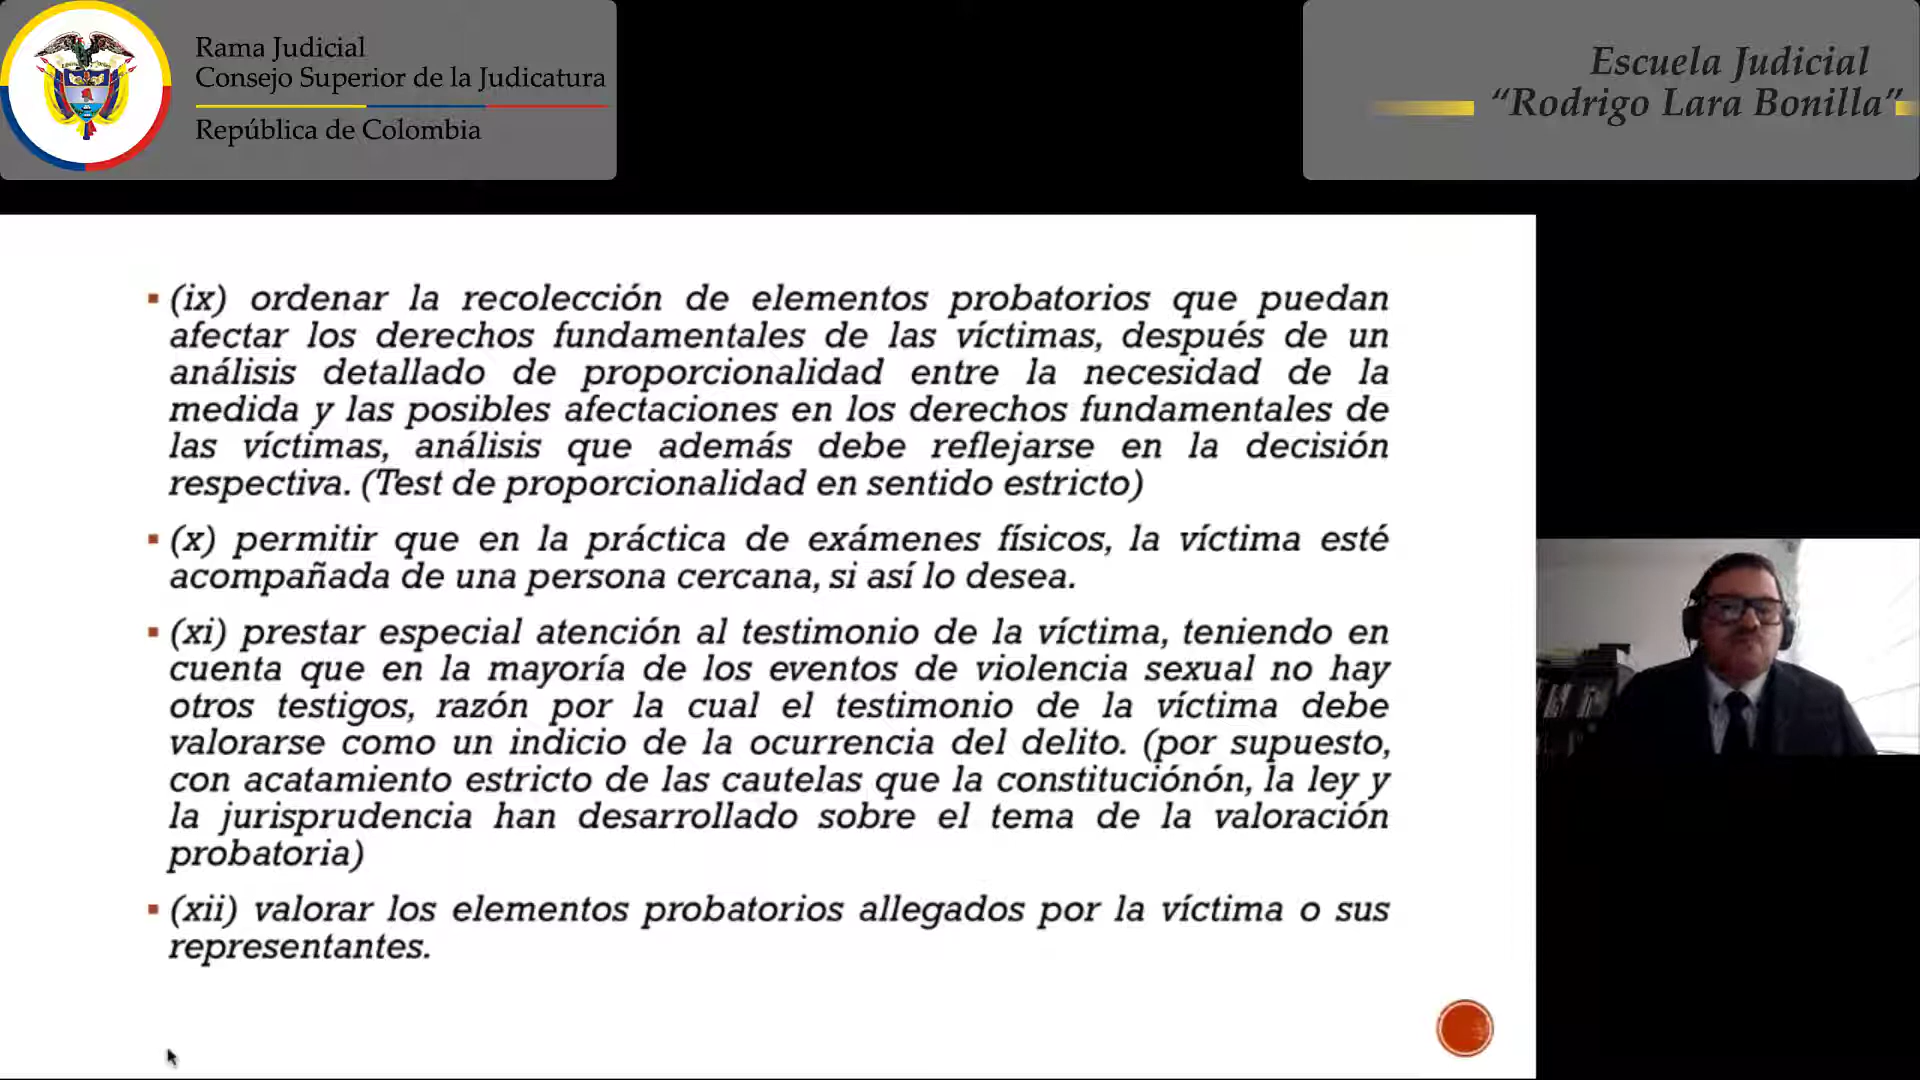 Rama Judicial
Consejo Superior de la Judicatura
República de Colombia
Escuela Judicial
“Rodrigo Lara Bonilla”
▪ (ix) ordenar la recolección de elementos probatorios que puedan
afectar los derechos fundamentales de las víctimas, después de un
análisis detallado de proporcionalidad entre la necesidad de la
medida y las posibles afectaciones en los derechos fundamentales de
las víctimas, análisis que además debe reflejarse en la decisión
respectiva. (Test de proporcionalidad en sentido estricto)
▪ (x) permitir que en la práctica de exámenes físicos, la víctima esté
acompañada de una persona cercana, si así lo desea.
▪ (xi) prestar especial atención al testimonio de la víctima, teniendo en
cuenta que en la mayoría de los eventos de violencia sexual no hay
otros testigos, razón por la cual el testimonio de la víctima debe
valorarse como un indicio de la ocurrencia del delito. (por supuesto,
con acatamiento estricto de las cautelas que la constituciónón, la ley y
la jurisprudencia han desarrollado sobre el tema de la valoración
probatoria)
▪ (xii) valorar los elementos probatorios allegados por la víctima o sus
representantes.